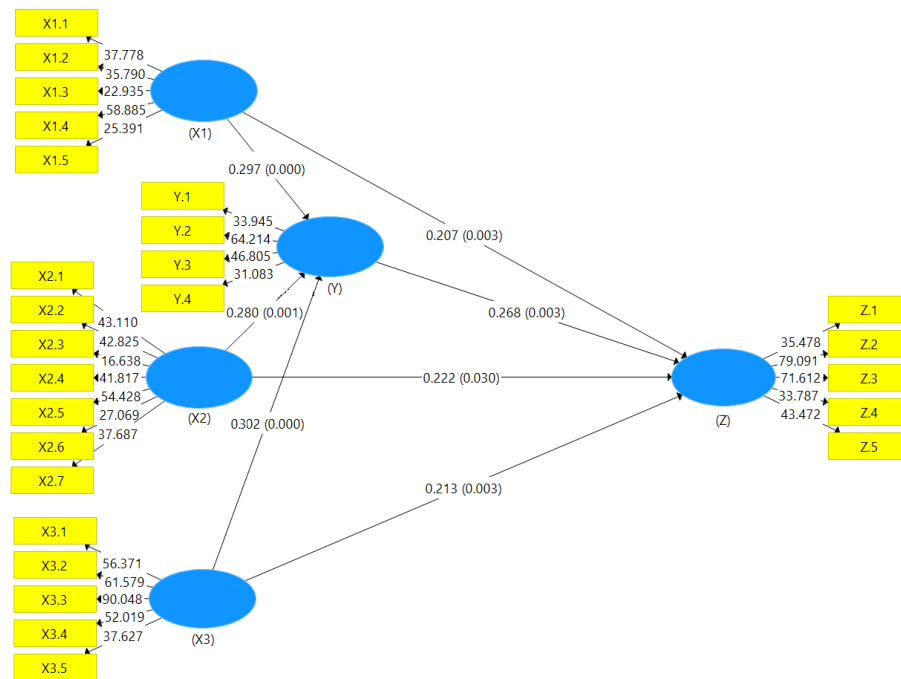 X1.1
X1.2
X1.3
X1.4
X1.5
37.778
35.790
22.935
58.885
25.391
(X1)
0.297 (0.000)
0.207 (0.003)
Y.1
Y.2
Y.3
Y.4
33.945
64.214
46.805
31.083
(Y)
0.280 (0.001)
0.268 (0.003)
X2.1
X2.2
X2.3
X2.4
X2.5
X2.6
X2.7
43.110
42.825
16.638
41.817
54.428
27.069
37.687
(X2)
0.222 (0.030)
0.302 (0.000)
0.213 (0.003)
Z.1
Z.2
Z.3
Z.4
Z.5
35.478
79.091
71.612
33.787
43.472
(Z)
X3.1
X3.2
X3.3
X3.4
X3.5
56.371
61.579
90.048
52.019
37.627
(X3)